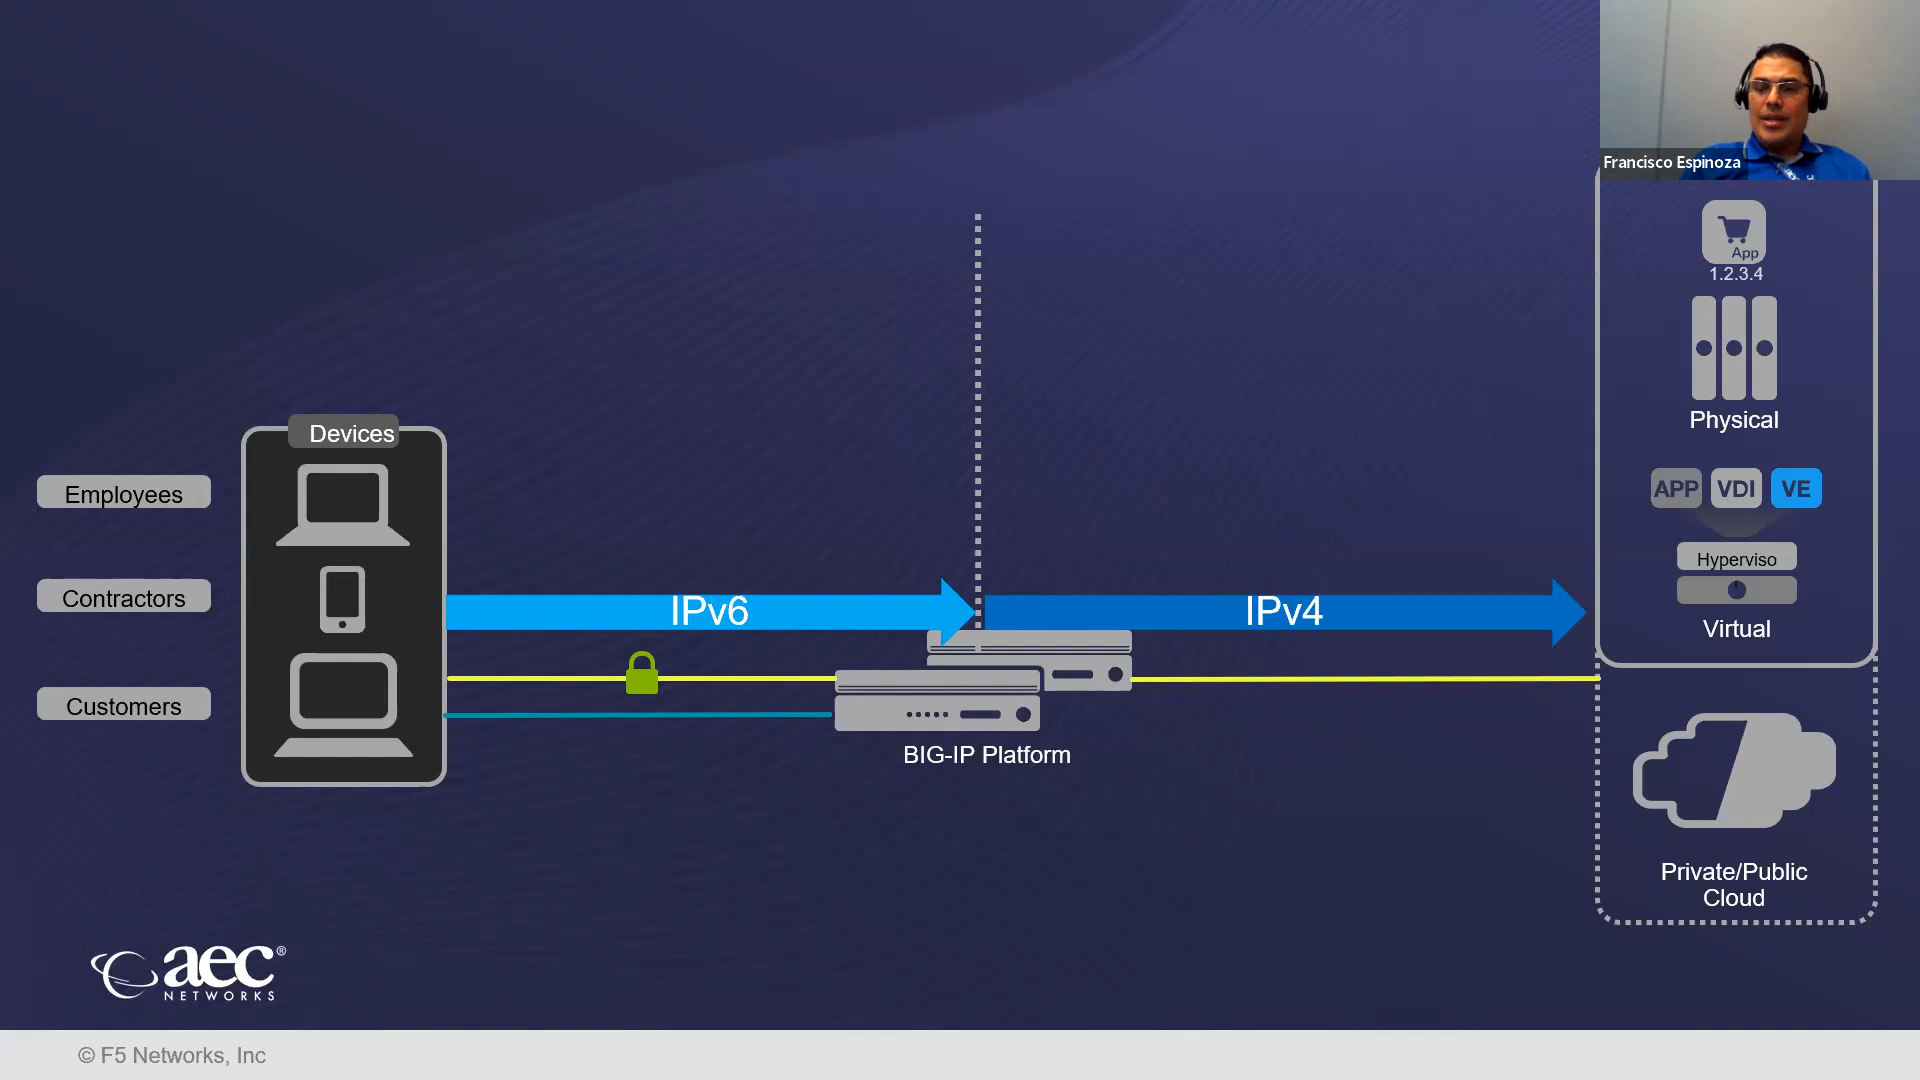 Francisco Espinoza
App
1.2.3.4
Physical
Devices
Employees
Contractors
Customers
IPv6
IPv4
APP
VDI
VE
Hyperviso
Virtual
BIG-IP Platform
Private/Public
Cloud
aec®
NETWORKS
© F5 Networks, Inc